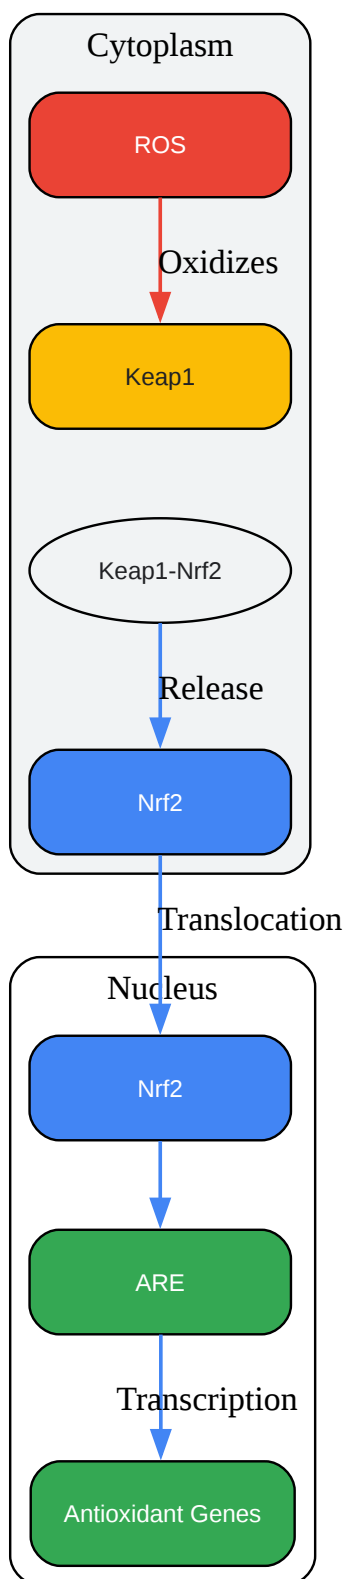 Cytoplasm
ROS
Oxidizes
Keap1
Keap1-Nrf2
Release
Nrf2
Translocation
Nucleus
Nrf2
ARE
Transcription
Antioxidant Genes